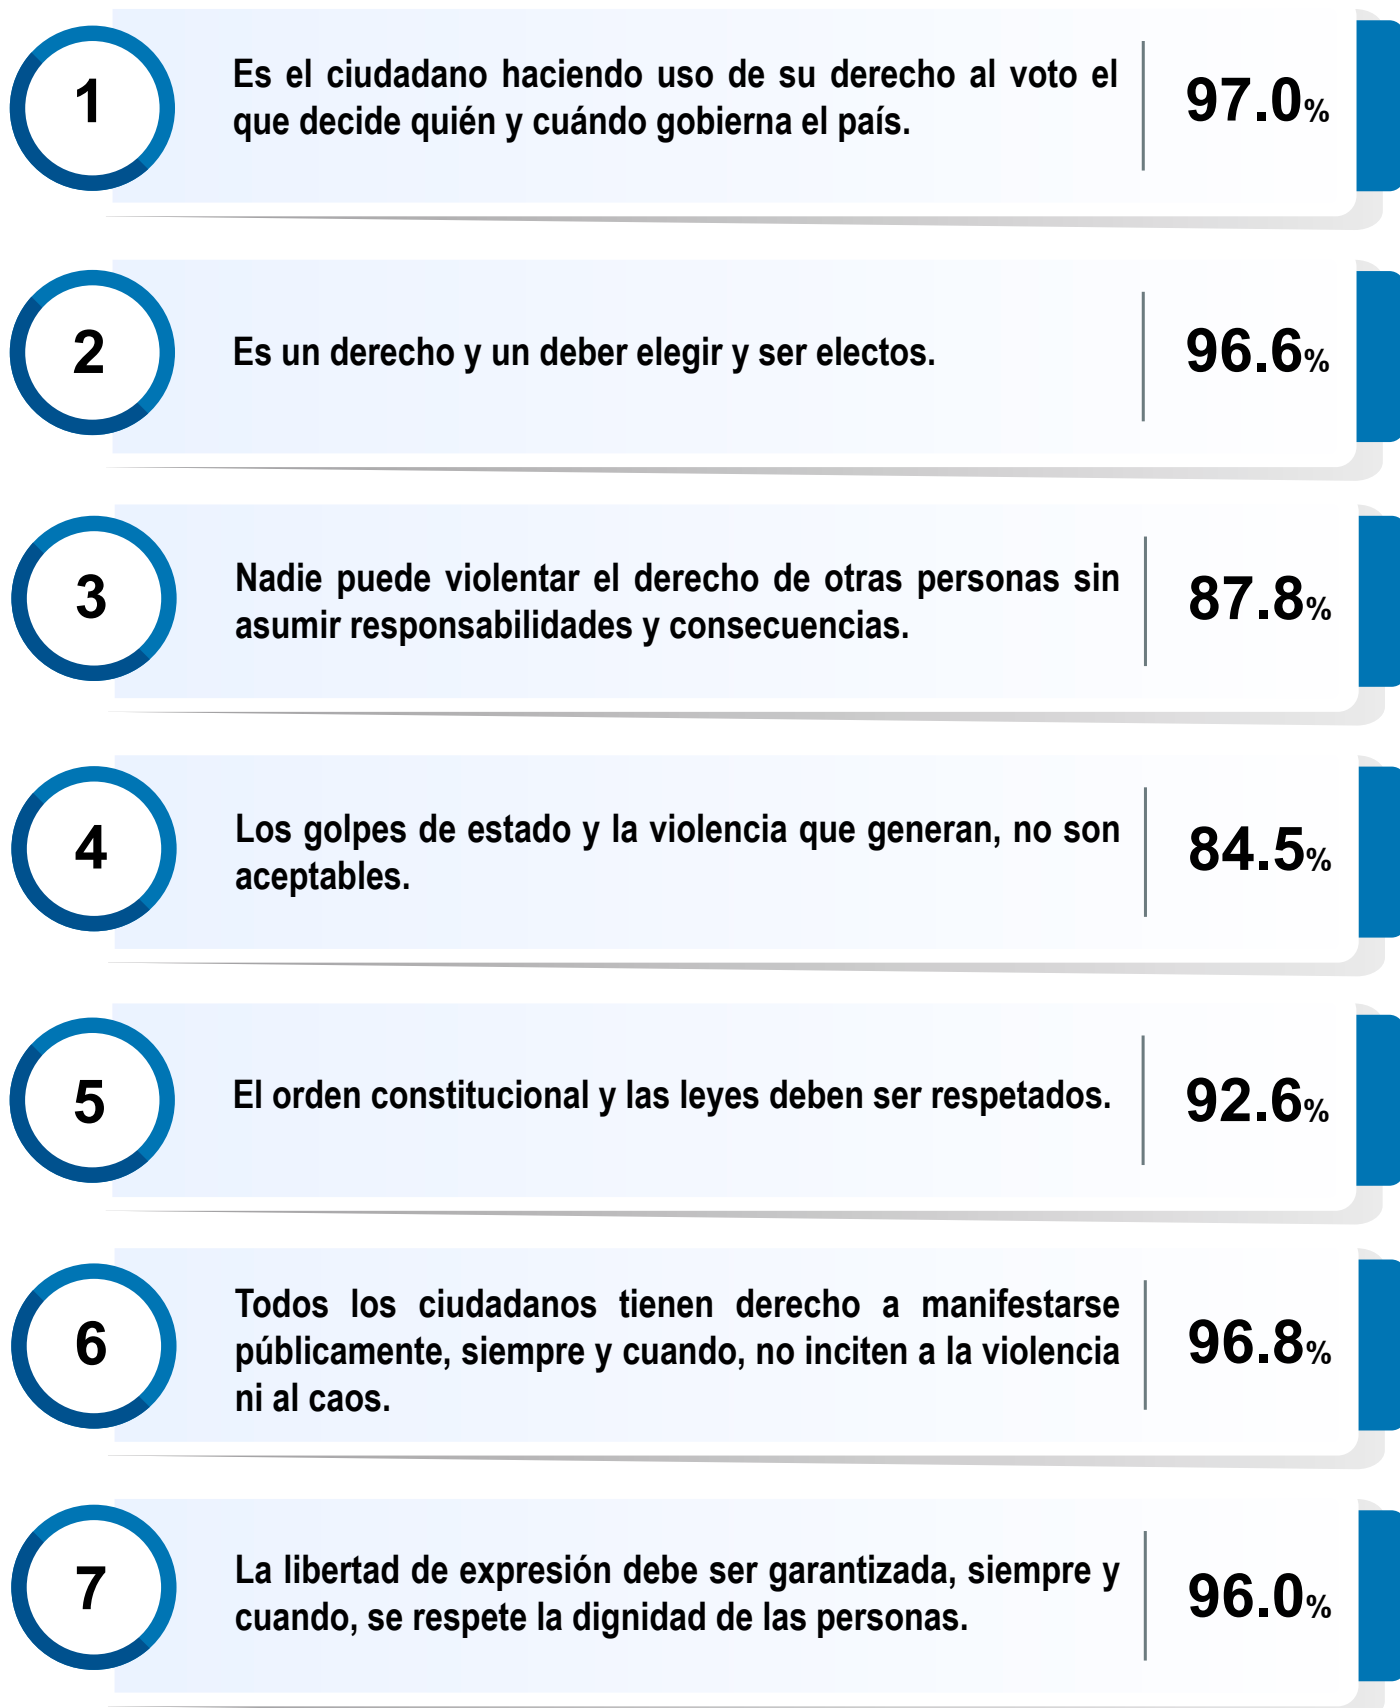 1
Es el ciudadano haciendo uso de su derecho al voto el
que decide quién y cuándo gobierna el país.
97.0%
2
Es un derecho y un deber elegir y ser electos.
96.6%
3
Nadie puede violentar el derecho de otras personas sin
asumir responsabilidades y consecuencias.
87.8%
4
Los golpes de estado y la violencia que generan, no son
aceptables.
84.5%
5
El orden constitucional y las leyes deben ser respetados.
92.6%
6
Todos los ciudadanos tienen derecho a manifestarse
públicamente, siempre y cuando, no inciten a la violencia
ni al caos.
96.8%
7
La libertad de expresión debe ser garantizada, siempre y
cuando, se respete la dignidad de las personas.
96.0%